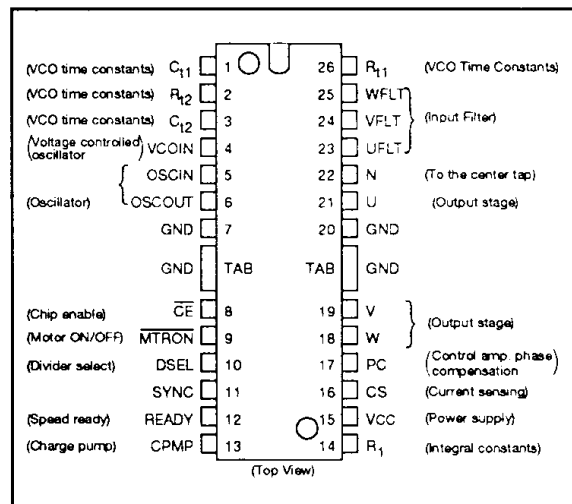 (VCO time constants) Ct1 1 26 Rt1 (VCO Time Constants)
(VCO time constants) Rt2 2 25 WFLT
(VCO time constants) Ct2 3 24 VFLT (Input Filter)
(Voltage controlled oscillator) VCOIN 4 23 UFLT
OSCIN 5 22 N (To the center tap)
(Oscillator) OSCOUT 6 21 U (Output stage)
GND 7 20 GND
GND TAB TAB GND
(Chip enable) CE 8 19 V
(Motor ON/OFF) MTRON 9 18 W (Output stage)
(Divider select) DSEL 10 17 PC (Control amp. phase compensation)
SYNC 11 16 CS (Current sensing)
(Speed ready) READY 12 15 VCC (Power supply)
(Charge pump) CPMP 13 14 R1 (Integral constants)
(Top View)